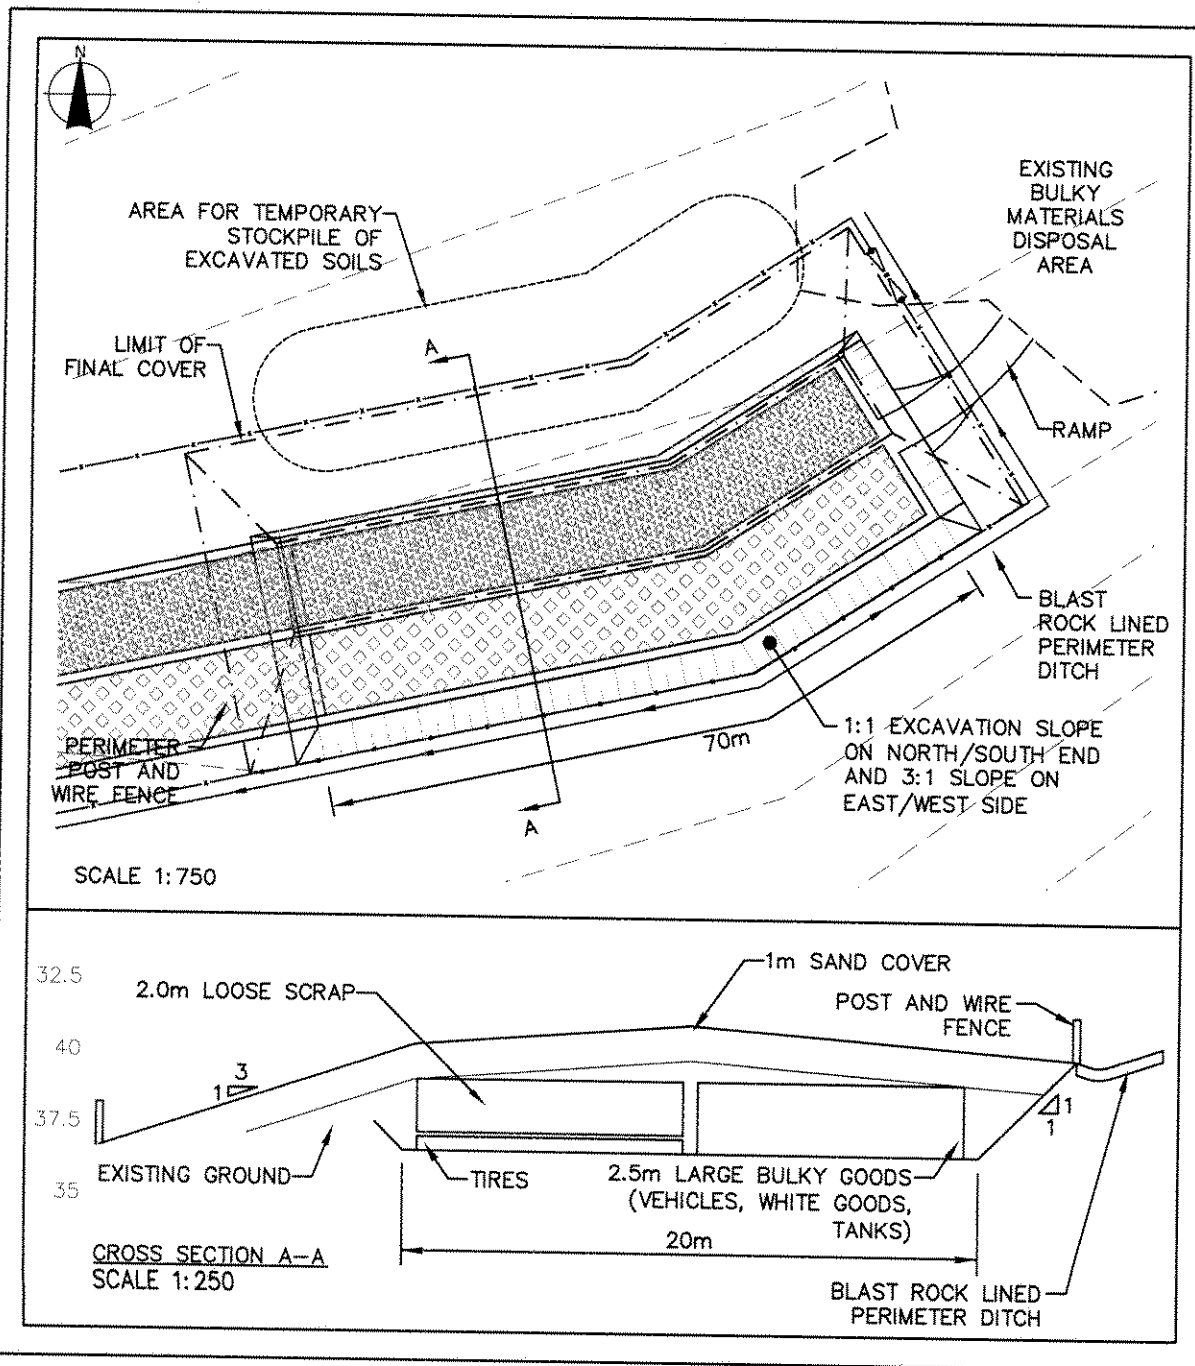 N
AREA FOR TEMPORARY
STOCKPILE OF
EXCAVATED SOILS
EXISTING
BULKY
MATERIALS
DISPOSAL
AREA
LIMIT OF
FINAL COVER
A
RAMP
BLAST
ROCK LINED
PERIMETER
DITCH
PERIMETER
POST AND
WIRE FENCE
70m
1:1 EXCAVATION SLOPE
ON NORTH/SOUTH END
AND 3:1 SLOPE ON
EAST/WEST SIDE
A
SCALE 1:750
32.5
40
37.5
35
2.0m LOOSE SCRAP
1m SAND COVER
POST AND WIRE
FENCE
3
1
1
1
EXISTING GROUND
TIRES
2.5m LARGE BULKY GOODS
(VEHICLES, WHITE GOODS,
TANKS)
20m
CROSS SECTION A-A
SCALE 1:250
BLAST ROCK LINED
PERIMETER DITCH